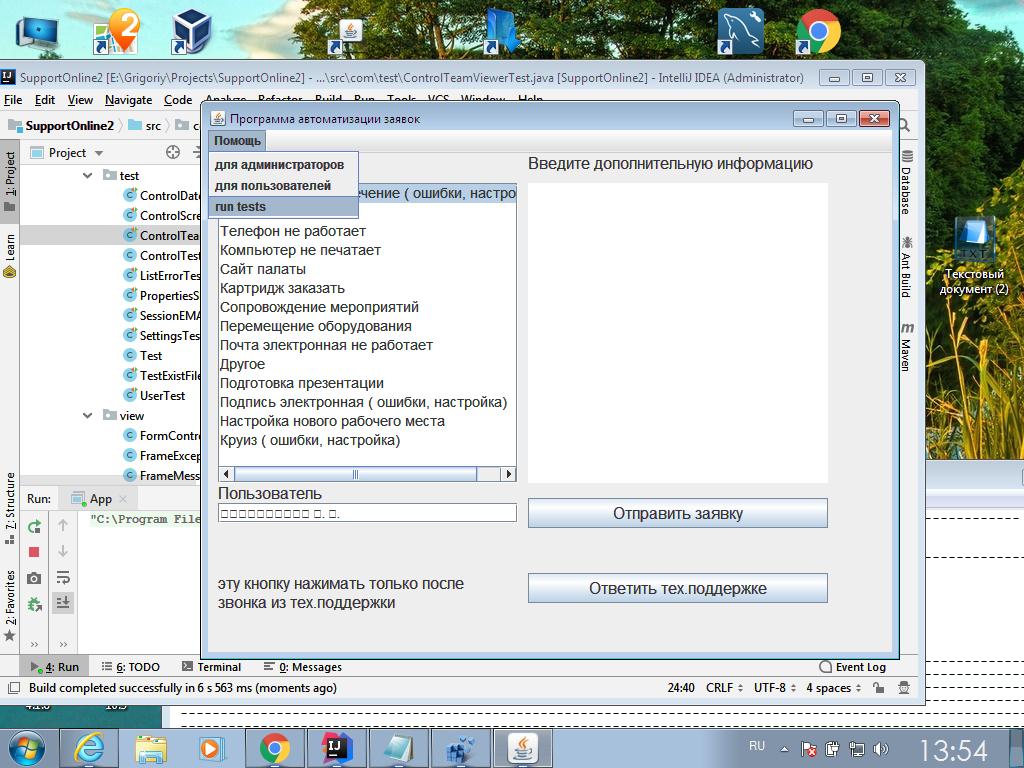 SupportOnline2 [E:\Grigoriy\Projects\SupportOnline2] - ...\src\com\test\ControlTeamViewerTest.java [SupportOnline2] - IntelliJ IDEA (Administrator)
File Edit View Navigate Code Analyze Refactor Build Run Tools VCS Window Help
SupportOnline2 src c
Программа автоматизации заявок
Помощь
для администраторов
для пользователей
run tests
Введите дополнительную информацию
ечение ( ошибки, настро
Телефон не работает
Компьютер не печатает
Сайт палаты
Картридж заказать
Сопровождение мероприятий
Перемещение оборудования
Почта электронная не работает
Другое
Подготовка презентации
Подпись электронная ( ошибки, настройка)
Настройка нового рабочего места
Круиз ( ошибки, настройка)
Пользователь
Отправить заявку
эту кнопку нажимать только после
звонка из тех.поддержки
Ответить тех.поддержке
1: Project
Learn
7: Structure
2: Favorites
Project
test
ControlDat
ControlScre
ControlTea
ControlTest
ListErrorTes
PropertiesS
SessionEMA
SettingsTes
Test
TestExistFile
UserTest
view
FormContr
FrameExcep
FrameMess
Database
Ant Build
Maven
Run: App
"C:\Program File
4: Run 6: TODO Terminal 0: Messages Event Log
Build completed successfully in 6 s 563 ms (moments ago) 24:40 CRLF UTF-8 4 spaces
TXT
Текстовый
документ (2)
RU 13:54